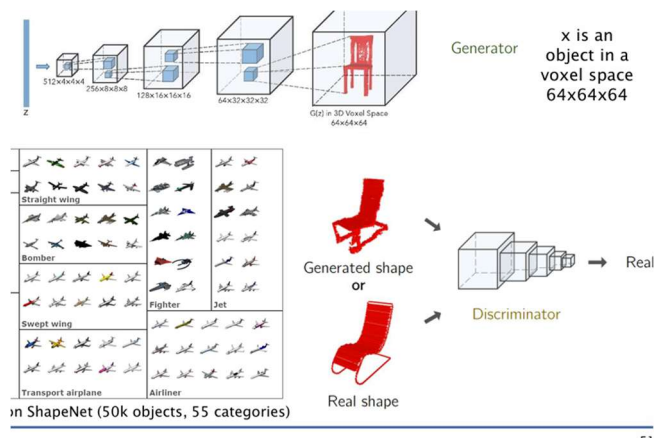 Generator
x is an
object in a
voxel space
64x64x64
z
512×4×4×4
256×8×8×8
128×16×16×16
64×32×32×32
G(z) in 3D Voxel Space
64×64×64
Straight wing
Bomber
Swept wing
Transport airplane
Fighter
Jet
Airliner
on ShapeNet (50k objects, 55 categories)
Generated shape
or
Real shape
Discriminator
Real